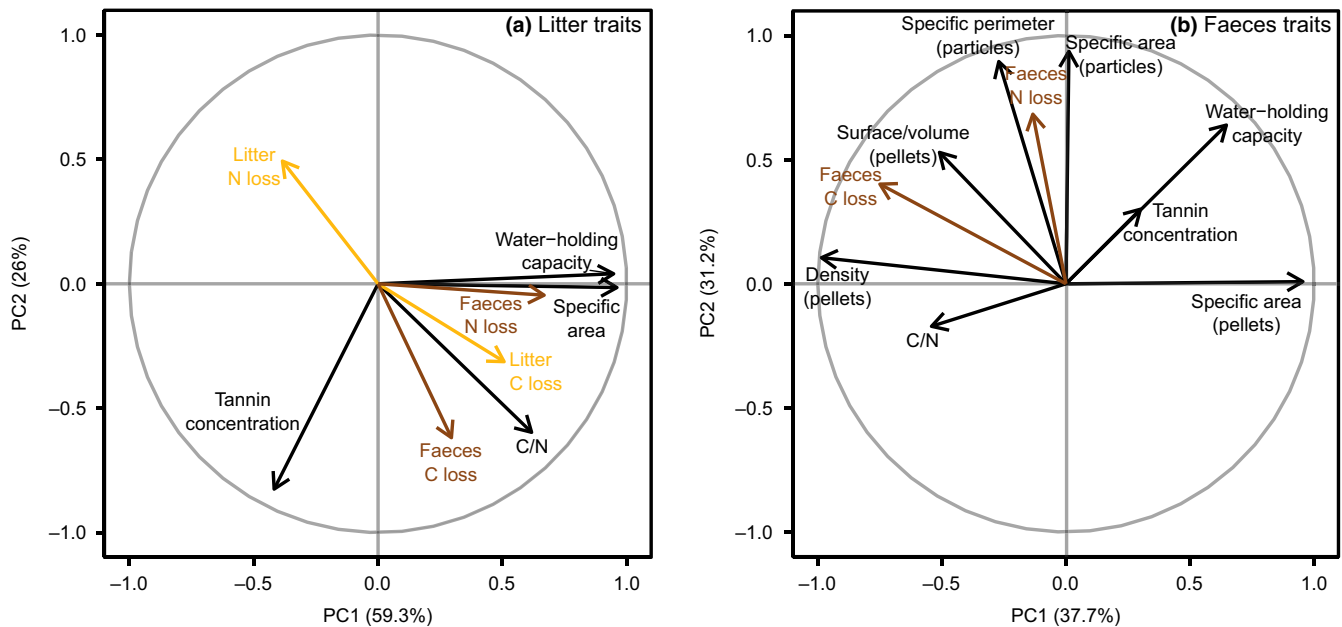 (a) Litter traits
1.0
0.5
0.0
−0.5
−1.0
PC2 (26%)
Litter
N loss
Water−holding
capacity
Faeces
N loss
Specific
area
Litter
C loss
Tannin
concentration
Faeces
C loss
C/N
−1.0
−0.5
0.0
0.5
1.0
PC1 (59.3%)
(b) Faeces traits
1.0
0.5
0.0
−0.5
−1.0
PC2 (31.2%)
Specific perimeter
(particles)
Specific area
(particles)
Faeces
N loss
Water−holding
capacity
Surface/volume
(pellets)
Faeces
C loss
Tannin
concentration
Density
(pellets)
Specific area
(pellets)
C/N
−1.0
−0.5
0.0
0.5
1.0
PC1 (37.7%)